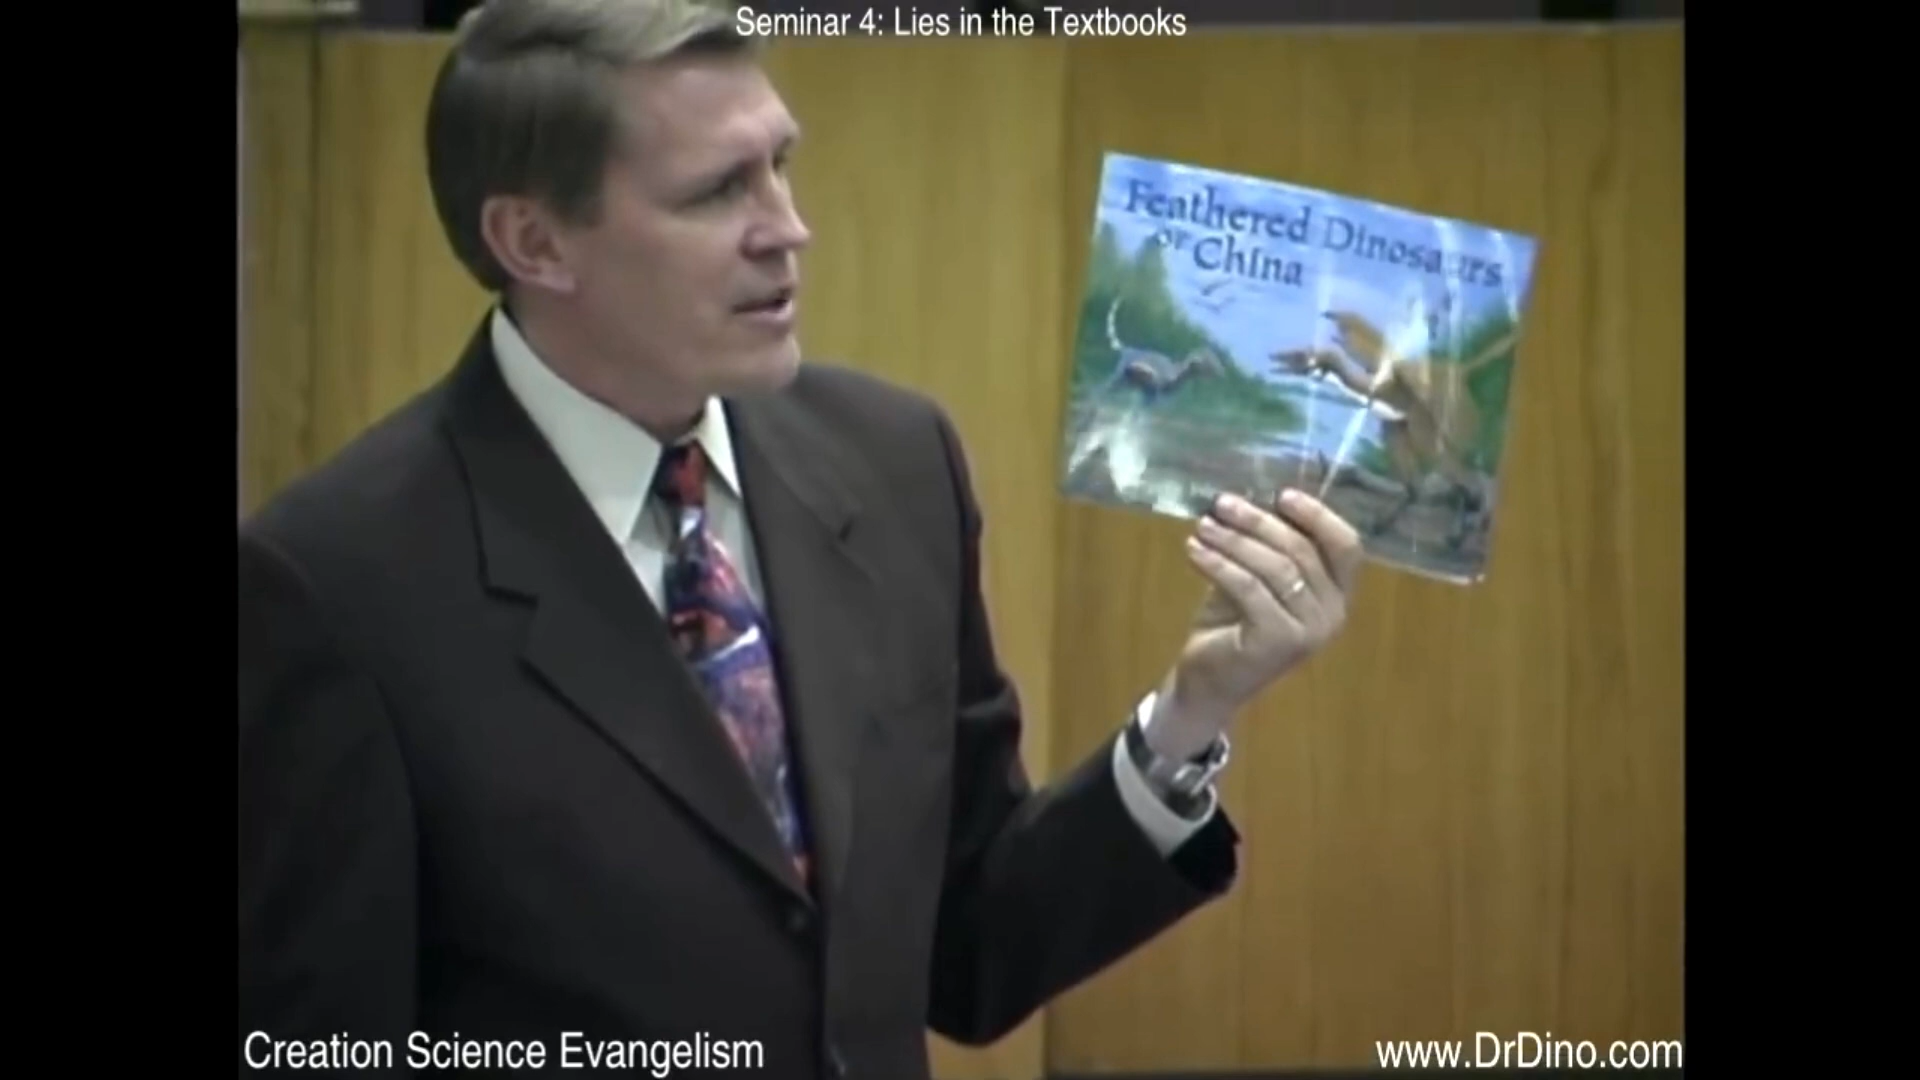 Seminar 4: Lies in the Textbooks
Feathered Dinosaurs
of China
Creation Science Evangelism
www.DrDino.com